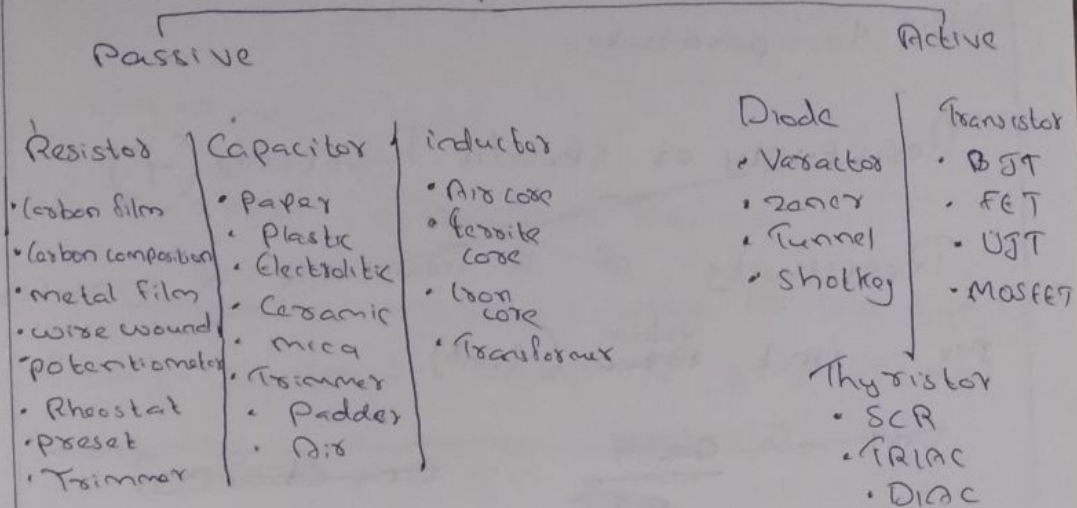 Passive
Active
Resistor
• Carbon film
• Carbon composition
• metal film
• wire wound
• potentiometer
• Rheostat
• preset
• Trimmer
Capacitor
• paper
• Plastic
• Electrolitic
• Ceramic
• mica
• Trimmer
• Padder
• Air
inductor
• Air core
• ferrite
core
• Iron
core
• Transformer
Diode
• Varactor
• Zoner
• Tunnel
• Shotkey
Transistor
• BJT
• FET
• UJT
• MOSFET
Thyristor
• SCR
• TRIAC
• DIAC